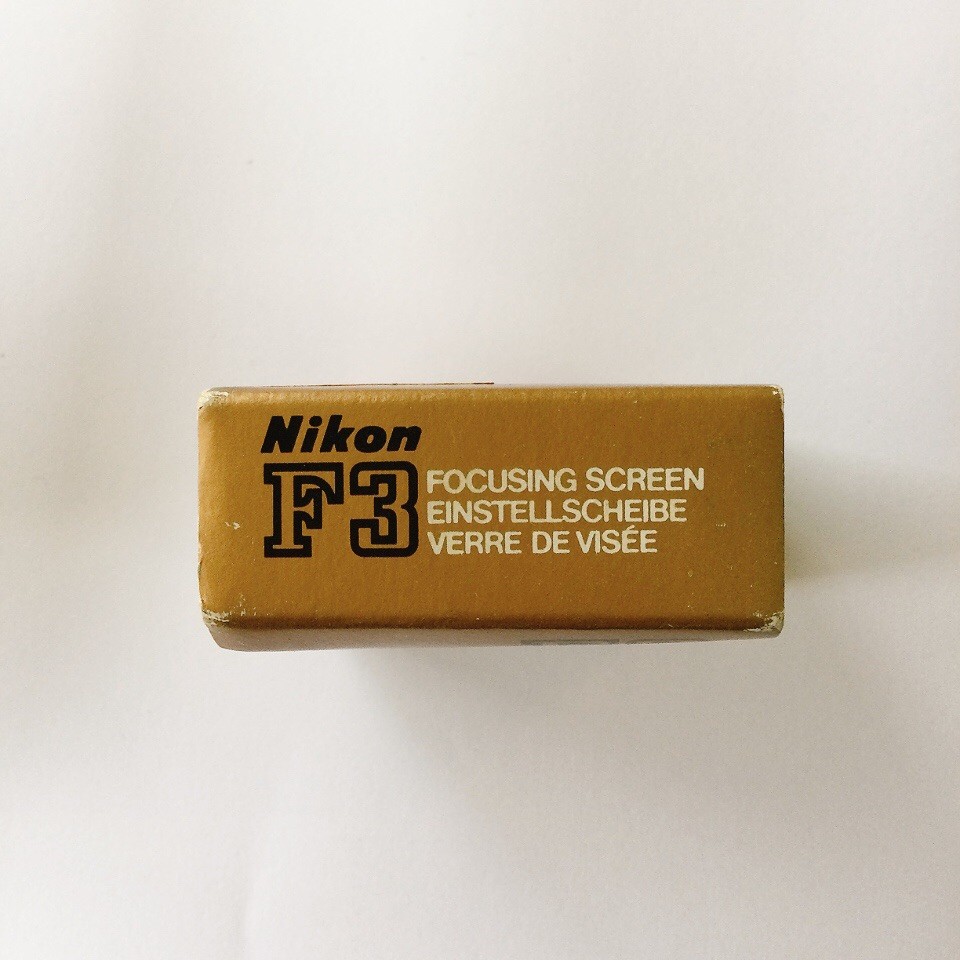 Nikon
F3
FOCUSING SCREEN
EINSTELLSCHEIBE
VERRE DE VISÉE